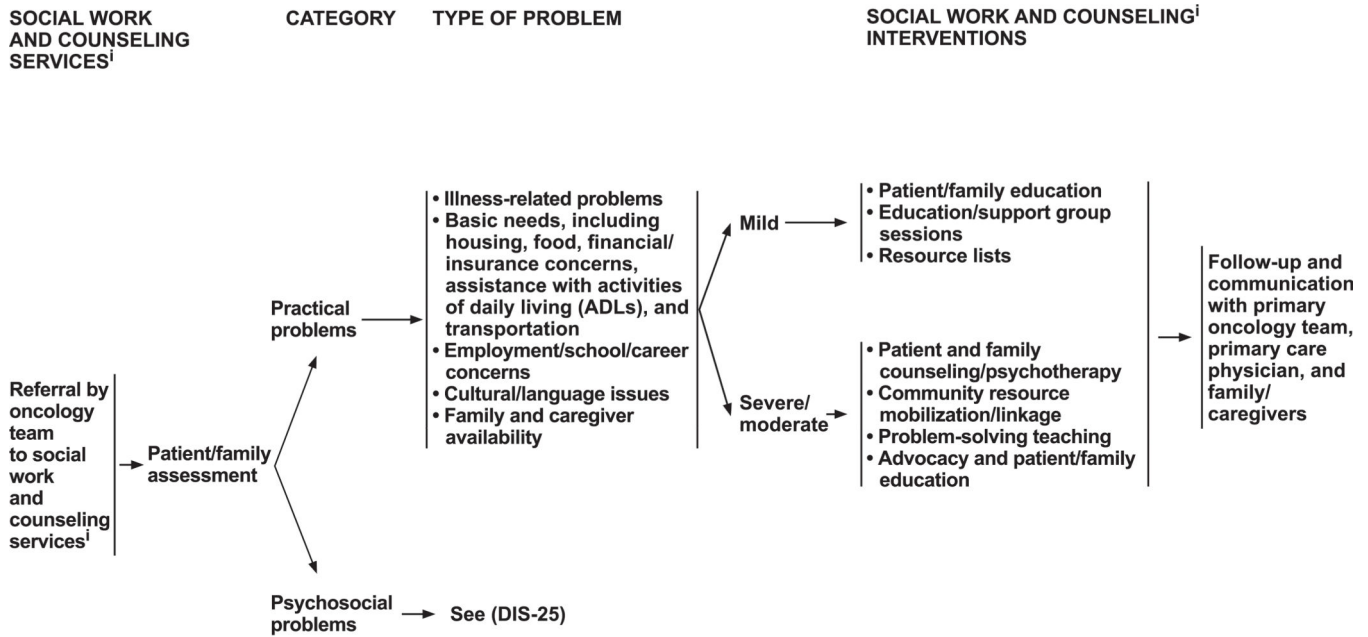 SOCIAL WORK
AND COUNSELING
SERVICESⁱ
CATEGORY
TYPE OF PROBLEM
SOCIAL WORK AND COUNSELINGⁱ
INTERVENTIONS
Referral by
oncology
team
to social
work
and
counseling
servicesⁱ
Patient/family
assessment
Practical
problems
• Illness-related problems
• Basic needs, including
housing, food, financial/
insurance concerns,
assistance with activities
of daily living (ADLs), and
transportation
• Employment/school/career
concerns
• Cultural/language issues
• Family and caregiver
availability
Mild
• Patient/family education
• Education/support group
sessions
• Resource lists
Severe/
moderate
• Patient and family
counseling/psychotherapy
• Community resource
mobilization/linkage
• Problem-solving teaching
• Advocacy and patient/family
education
Follow-up and
communication
with primary
oncology team,
primary care
physician, and
family/
caregivers
Psychosocial
problems
See (DIS-25)